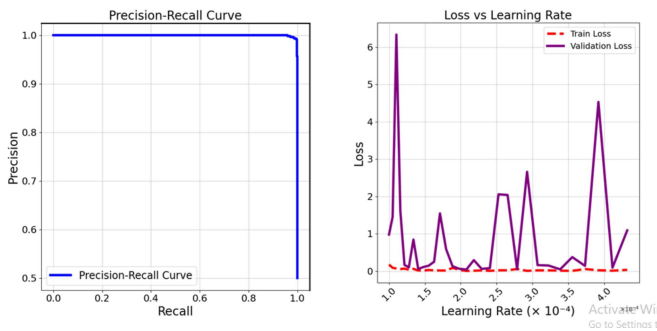 Precision-Recall Curve
Precision
1.0
0.9
0.8
0.7
0.6
0.5
Precision-Recall Curve
0.0
0.2
0.4
0.6
0.8
1.0
Recall
Loss vs Learning Rate
Loss
6
5
4
3
2
1
0
Train Loss
Validation Loss
1.0
1.5
2.0
2.5
3.0
3.5
4.0
×10⁻⁴
Learning Rate (× 10⁻⁴)
Activate Wi
Go to Settings t